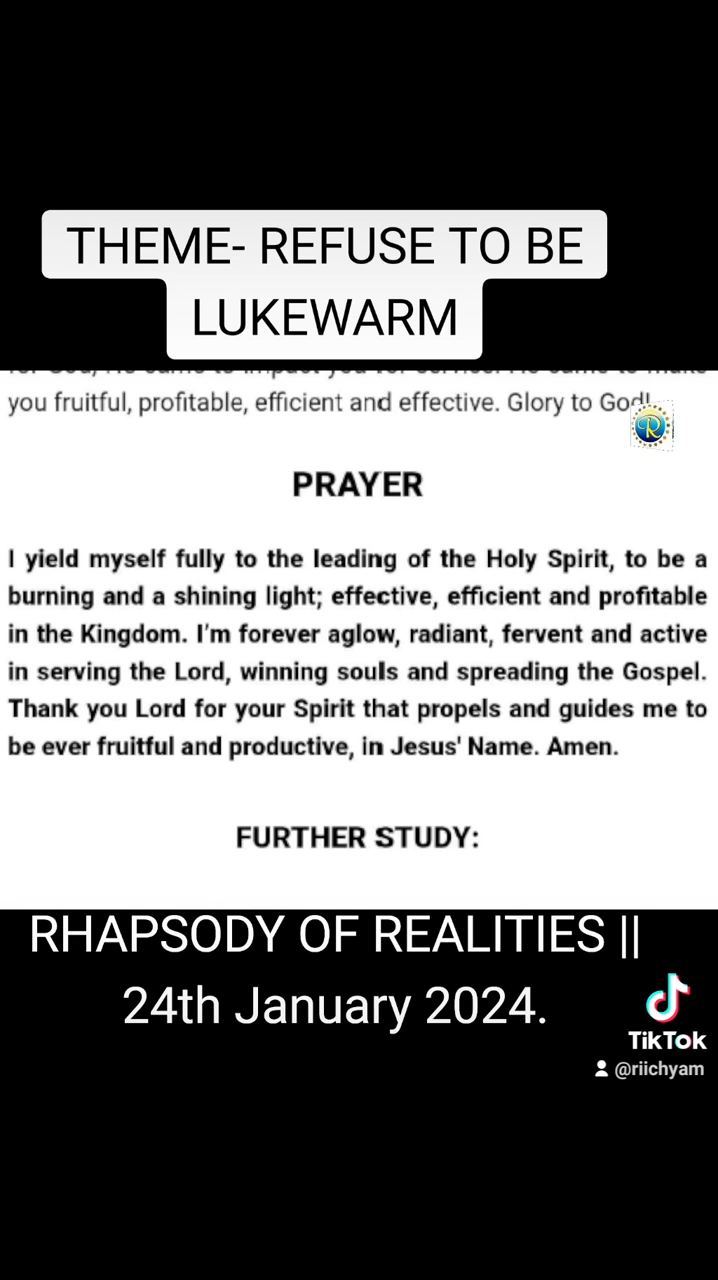 THEME- REFUSE TO BE
LUKEWARM
you fruitful, profitable, efficient and effective. Glory to God!
PRAYER
I yield myself fully to the leading of the Holy Spirit, to be a
burning and a shining light; effective, efficient and profitable
in the Kingdom. I'm forever aglow, radiant, fervent and active
in serving the Lord, winning souls and spreading the Gospel.
Thank you Lord for your Spirit that propels and guides me to
be ever fruitful and productive, in Jesus' Name. Amen.
FURTHER STUDY:
RHAPSODY OF REALITIES ||
24th January 2024.
TikTok
@riichyam